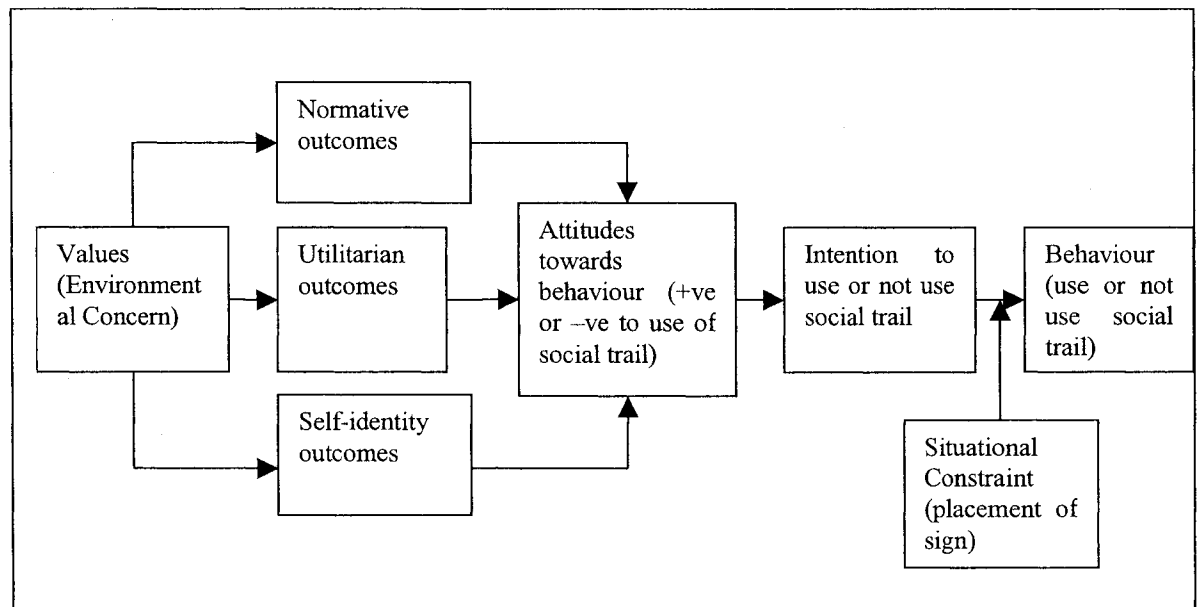 Normative
outcomes
Values
(Environment
al Concern)
Utilitarian
outcomes
Self-identity
outcomes
Attitudes
towards
behaviour (+ve
or –ve to use of
social trail)
Intention to
use or not use
social trail
Behaviour
(use or not
use social
trail)
Situational
Constraint
(placement of
sign)